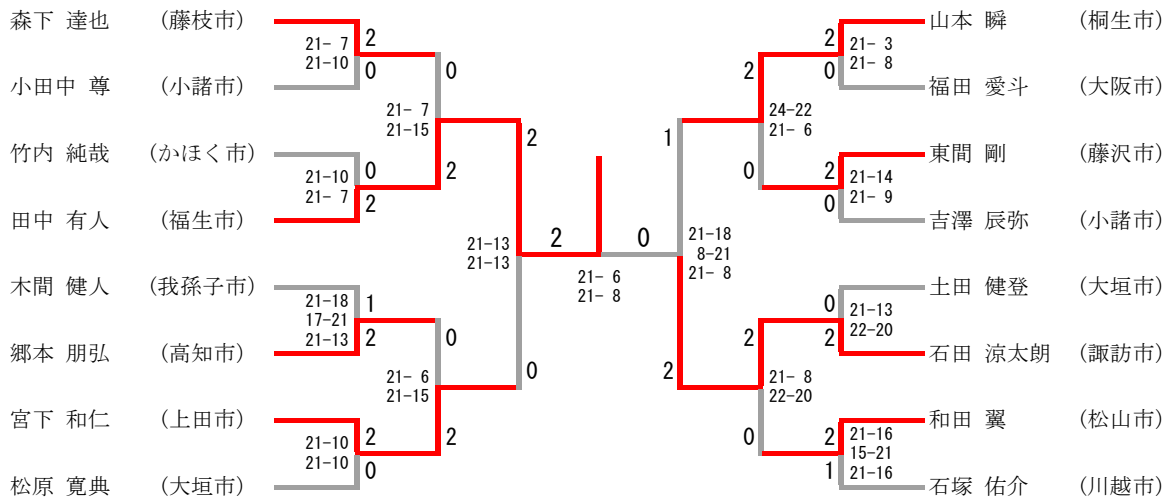 森下 達也 (藤枝市)
21- 7 2
21-10 0
小田中 尊 (小諸市)
0
21- 7
21-15
2
竹内 純哉 (かほく市)
21-10 0
21- 7 2
田中 有人 (福生市)
2
21-13
21-13
0
木間 健人 (我孫子市)
21-18 1
17-21
21-13 2
郷本 朋弘 (高知市)
0
21- 6
21-15
2
宮下 和仁 (上田市)
21-10 2
21-10 0
松原 寛典 (大垣市)
2 0
21- 6
21- 8
山本 瞬 (桐生市)
2 21- 3
0 21- 8
福田 愛斗 (大阪市)
2
24-22
21- 6
0
東間 剛 (藤沢市)
2 21-14
0 21- 9
吉澤 辰弥 (小諸市)
1
21-18
8-21
21- 8
2
土田 健登 (大垣市)
0 21-13
2 22-20
石田 涼太朗 (諏訪市)
2
21- 8
22-20
0
和田 翼 (松山市)
2 21-16
15-21
1 21-16
石塚 佑介 (川越市)